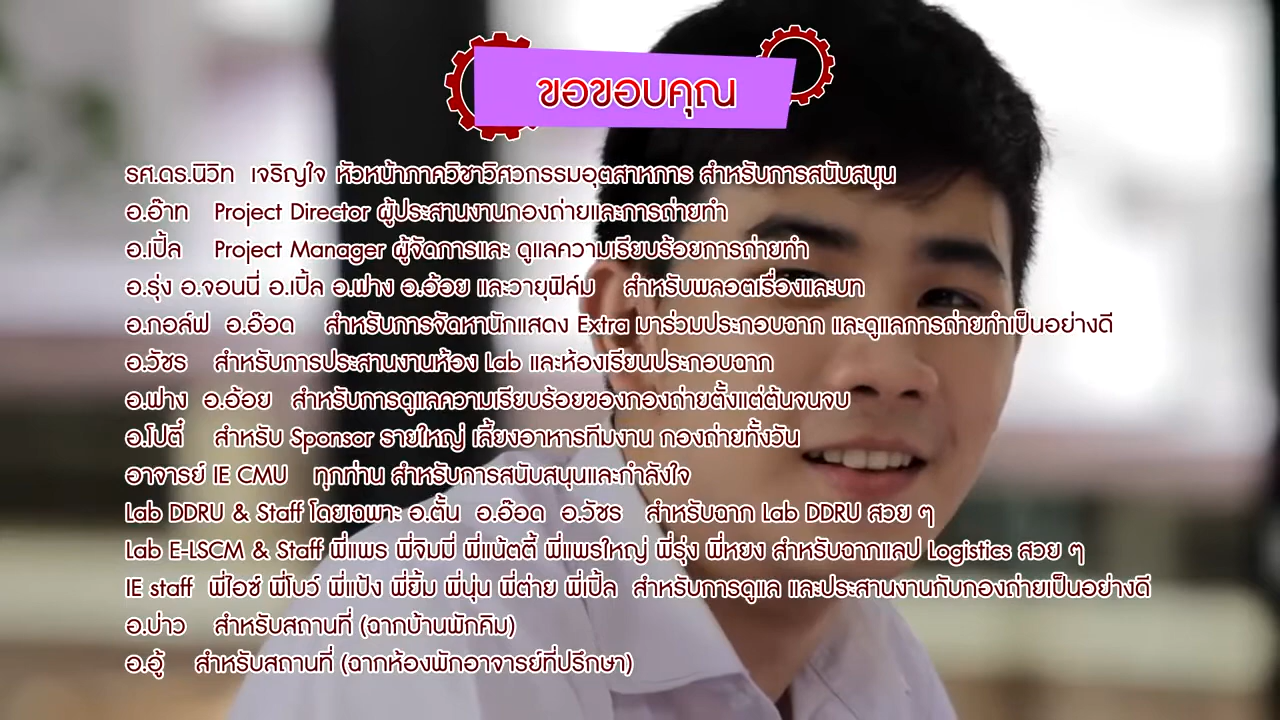 ขอขอบคุณ
รศ.ดร.นิวิท เจริญใจ หัวหน้าภาควิชาวิศวกรรมอุตสาหการ สำหรับการสนับสนุน
อ.อ๊าท Project Director ผู้ประสานงานกองถ่ายและการถ่ายทำ
อ.เปิ้ล Project Manager ผู้จัดการและ ดูแลความเรียบร้อยการถ่ายทำ
อ.รุ่ง อ.จอนนี่ อ.เปิ้ล อ.ฟาง อ.อ้อย และวายุฟิล์ม สำหรับพลอตเรื่องและบท
อ.กอล์ฟ อ.อ๊อด สำหรับการจัดหานักแสดง Extra มาร่วมประกอบฉาก และดูแลการถ่ายทำเป็นอย่างดี
อ.วัชร สำหรับการประสานงานห้อง Lab และห้องเรียนประกอบฉาก
อ.ฟาง อ.อ้อย สำหรับการดูแลความเรียบร้อยของกองถ่ายตั้งแต่ต้นจนจบ
อ.โปตี๋ สำหรับ Sponsor รายใหญ่ เลี้ยงอาหารทีมงาน กองถ่ายทั้งวัน
อาจารย์ IE CMU ทุกท่าน สำหรับการสนับสนุนและกำลังใจ
Lab DDRU & Staff โดยเฉพาะ อ.ตั้น อ.อ๊อด อ.วัชร สำหรับฉาก Lab DDRU สวย ๆ
Lab E-LSCM & Staff พี่แพร พี่จิมมี่ พี่แน้ตตี้ พี่แพรใหญ่ พี่รุ่ง พี่หยง สำหรับฉากแลป Logistics สวย ๆ
IE staff พี่ไอซ์ พี่โบว์ พี่แป้ง พี่ยิ้ม พี่นุ่น พี่ต่าย พี่เปิ้ล สำหรับการดูแล และประสานงานกับกองถ่ายเป็นอย่างดี
อ.บ่าว สำหรับสถานที่ (ฉากบ้านพักคิม)
อ.อู้ สำหรับสถานที่ (ฉากห้องพักอาจารย์ที่ปรึกษา)